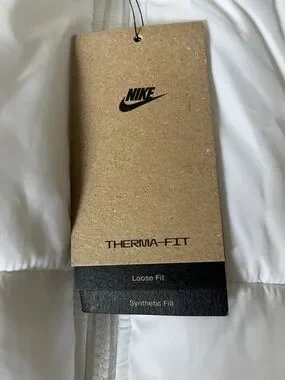 NIKE
THERMA-FIT
Loose Fit
Synthetic Fill